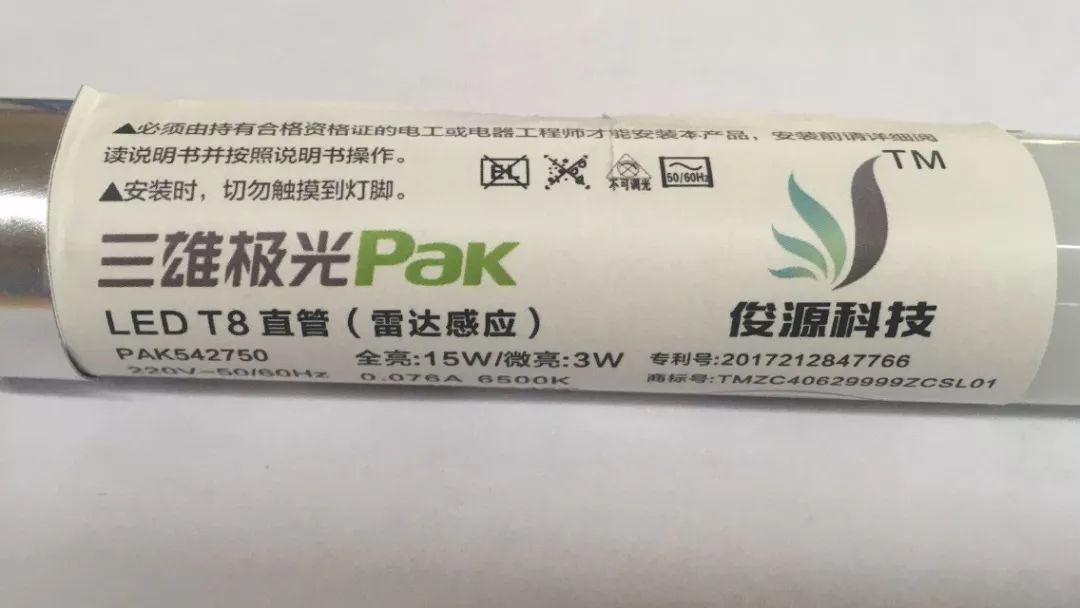 ▲必须由持有合格资格证的电工或电器工程师才能安装本产品，安装前请详细阅
读说明书并按照说明书操作。
▲安装时，切勿触摸到灯脚。
不可调光
50/60Hz
TM
三雄极光Pak
俊源科技
LED T8 直管（雷达感应）
PAK542750 全亮:15W/微亮:3W 专利号:2017212847766
220V~50/60Hz 0.076A 6500K 商标号:TMZC40629999ZCSL01